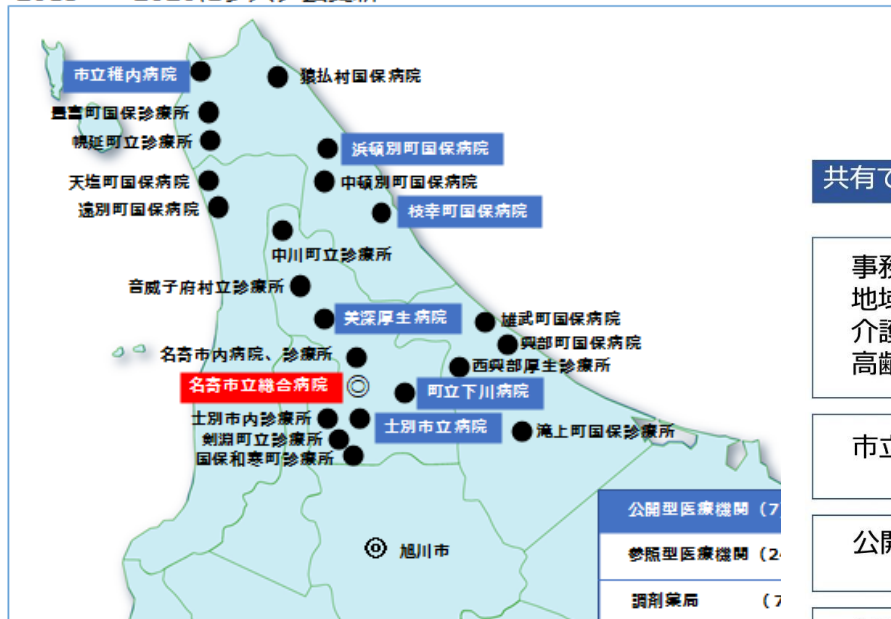 市立稚内病院
猿払村国保病院
豊富町国保診療所
幌延町立診療所
浜頓別町国保病院
天塩町国保病院
中頓別町国保病院
遠別町国保病院
枝幸町国保病院
中川町立診療所
音威子府村立診療所
美深厚生病院
雄武町国保病院
興部町国保病院
名寄市内病院、診療所
西興部厚生診療所
名寄市立総合病院
町立下川病院
士別市内診療所
士別市立病院
滝上町国保診療所
剣淵町立診療所
国保和寒町診療所
旭川市
公開型医療機関（7
参照型医療機関（2
調剤薬局 （7
共有で
事務
地域
介護
高齢
市立
公開